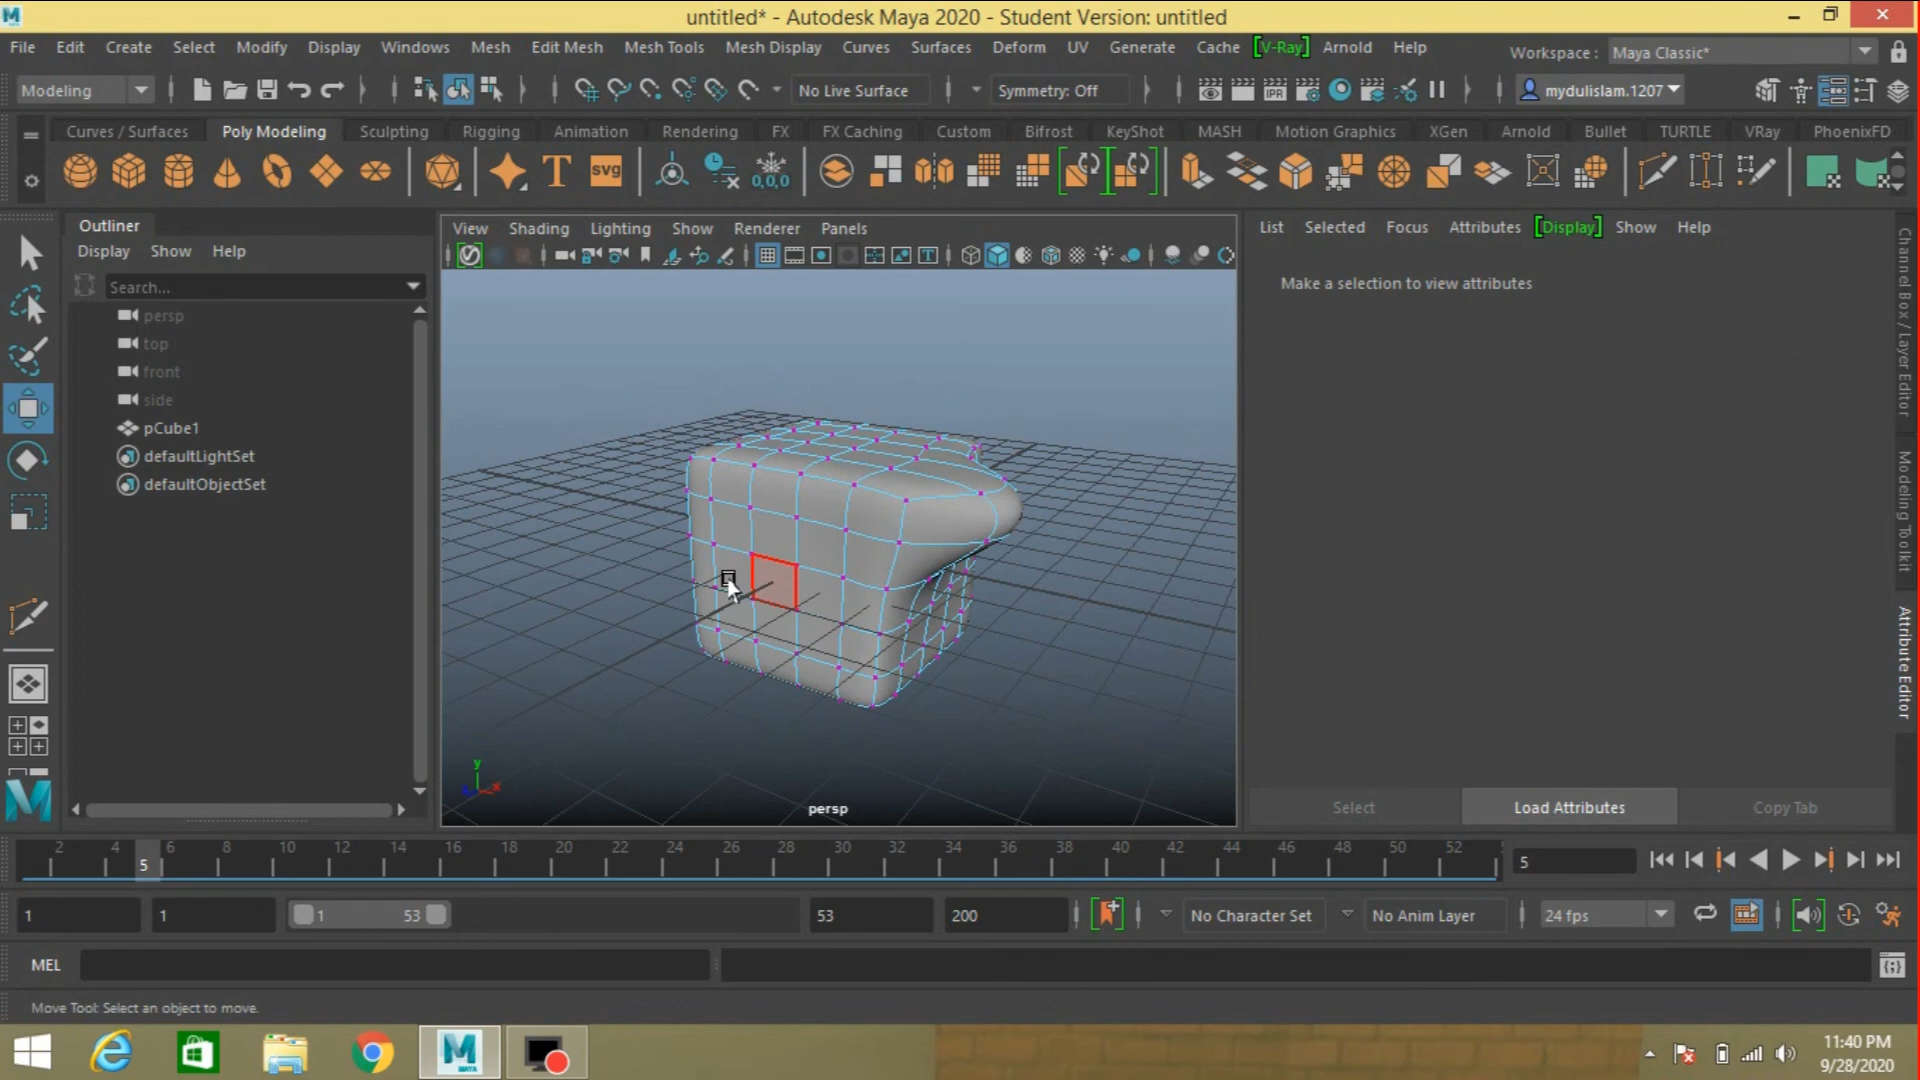 untitled* - Autodesk Maya 2020 - Student Version: untitled
File Edit Create Select Modify Display Windows Mesh Edit Mesh Mesh Tools Mesh Display Curves Surfaces Deform UV Generate Cache [V-Ray] Arnold Help Workspace : Maya Classic*
Modeling No Live Surface Symmetry: Off mydulislam.1207
Curves / Surfaces Poly Modeling Sculpting Rigging Animation Rendering FX FX Caching Custom Bifrost KeyShot MASH Motion Graphics XGen Arnold Bullet TURTLE VRay PhoenixFD
T SVG 0,0,0
Outliner
Display Show Help
Search...
persp
top
front
side
pCube1
defaultLightSet
defaultObjectSet
View Shading Lighting Show Renderer Panels
IPR
y
x
persp
List Selected Focus Attributes [Display] Show Help
Make a selection to view attributes
Select Load Attributes Copy Tab
Channel Box / Layer Editor
Modeling Toolkit
Attribute Editor
2 4 6 8 10 12 14 16 18 20 22 24 26 28 30 32 34 36 38 40 42 44 46 48 50 52
5 5
1 1 1 53 53 200 No Character Set No Anim Layer 24 fps
MEL
Move Tool: Select an object to move.
M
MAYA
11:40 PM
9/28/2020